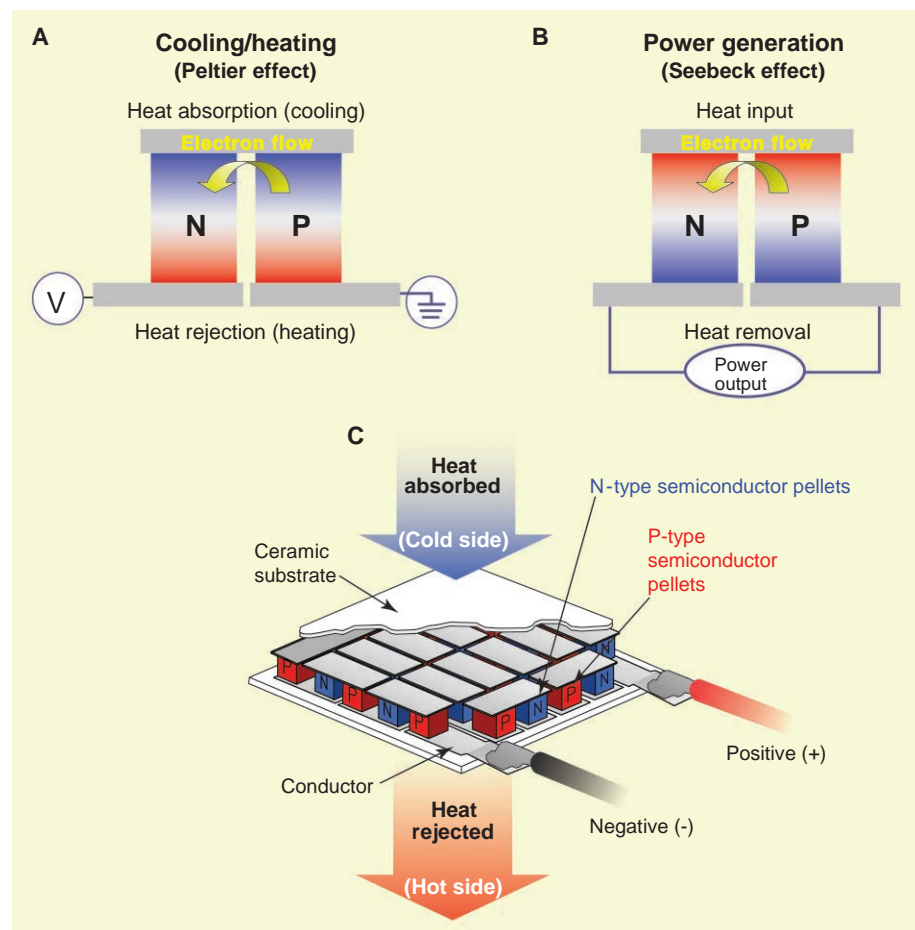 A
Cooling/heating
(Peltier effect)
Heat absorption (cooling)
Electron flow
N
P
V
Heat rejection (heating)
B
Power generation
(Seebeck effect)
Heat input
Electron flow
N
P
Heat removal
Power
output
C
Heat
absorbed
(Cold side)
N-type semiconductor pellets
P-type
semiconductor
pellets
Ceramic
substrate
P
N
P
N
P
P
N
P
N
N
Positive (+)
Conductor
Negative (-)
Heat
rejected
(Hot side)